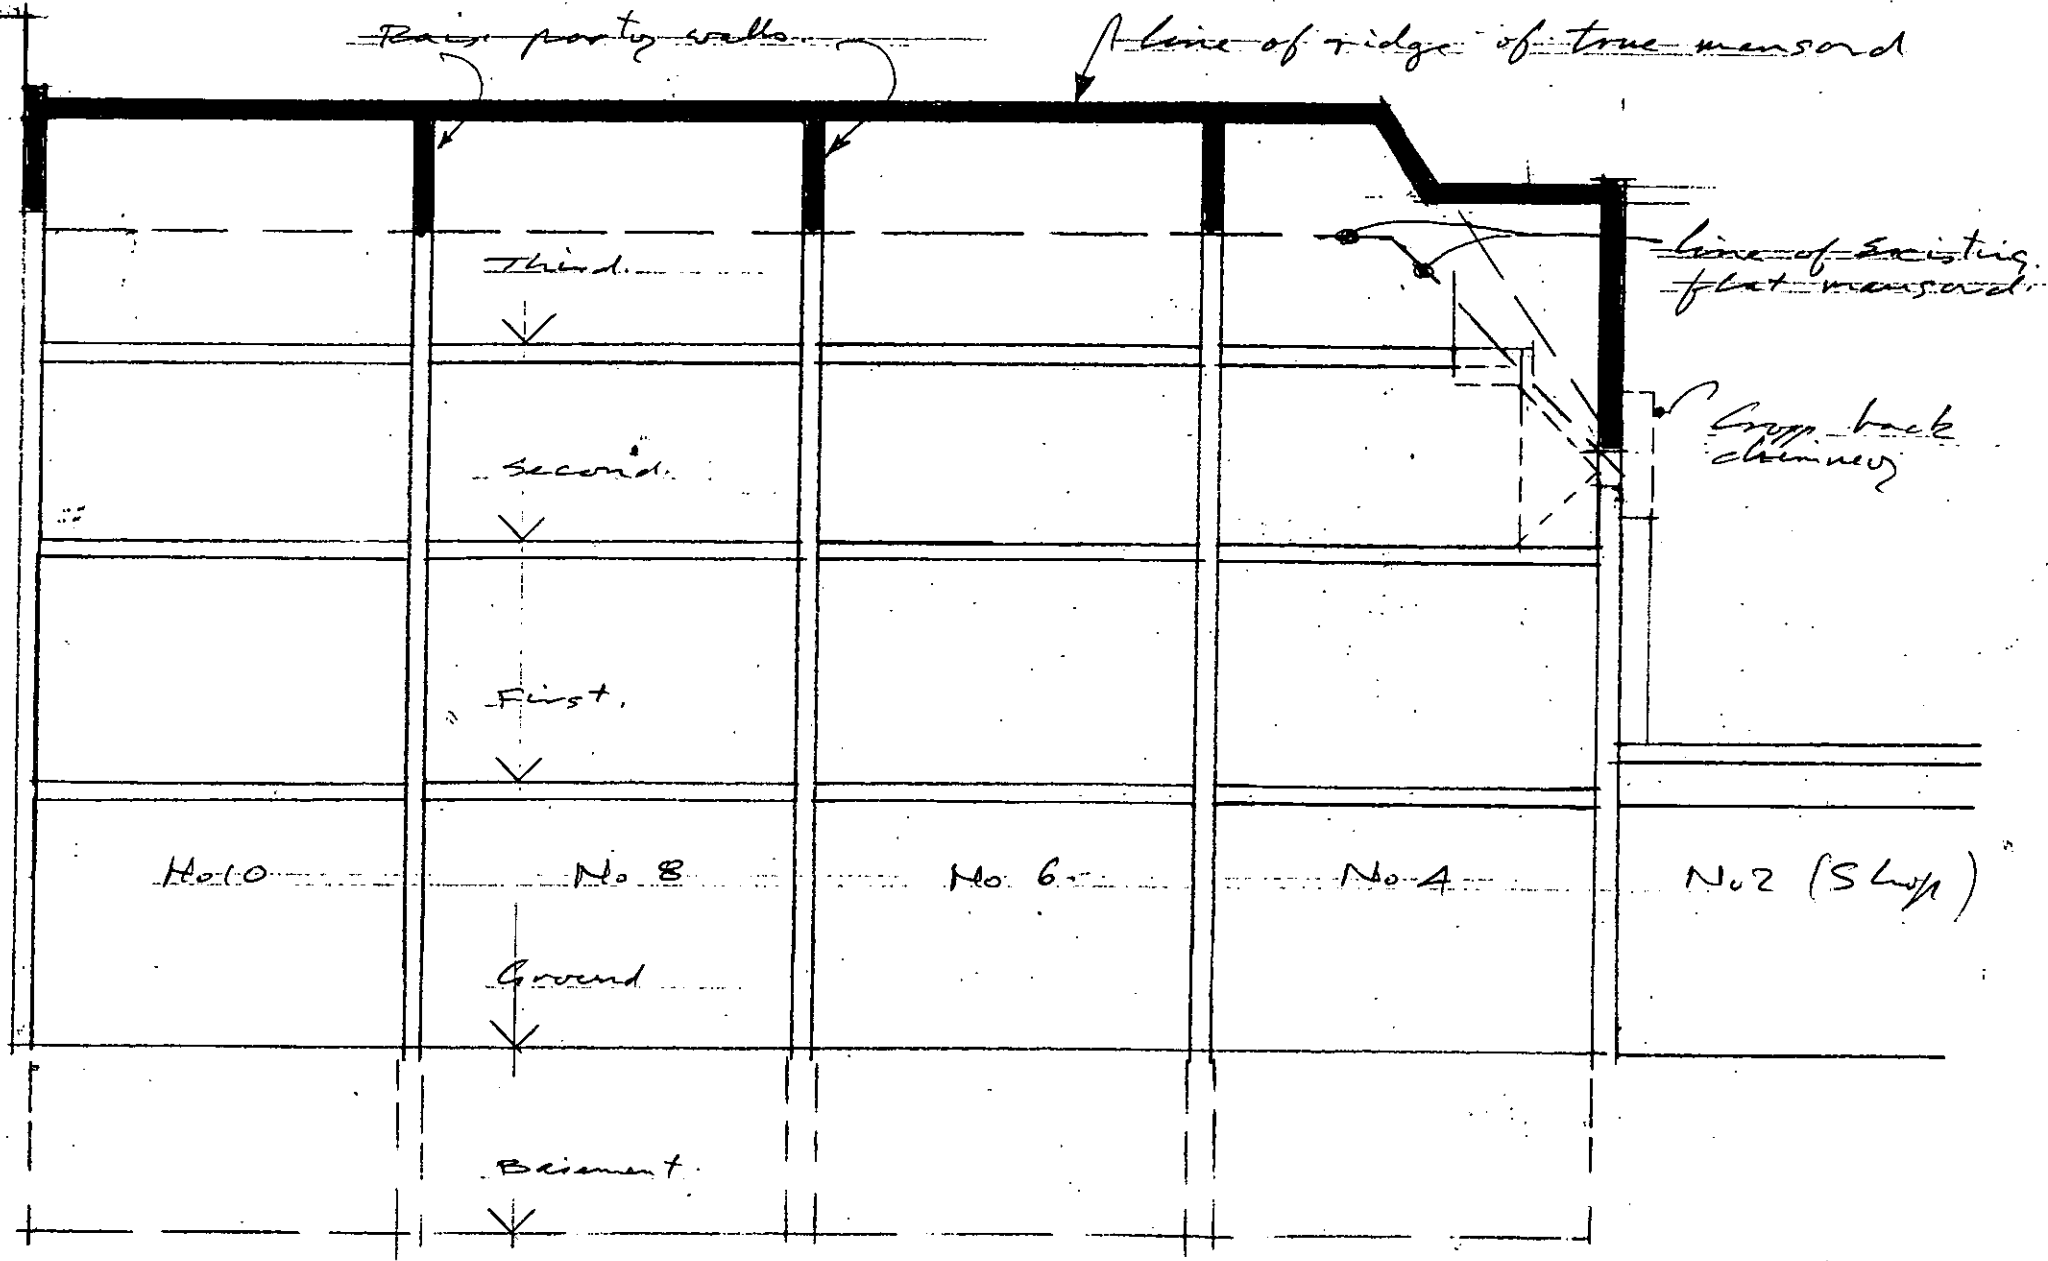 Raise party walls.
line of ridge of true mansard
Third.
line of existing
flat mansard.
Second.
Crop back
chimney
First.
No 10
No 8
No 6
No 4
No 2 (Shop)
Ground
Basement.